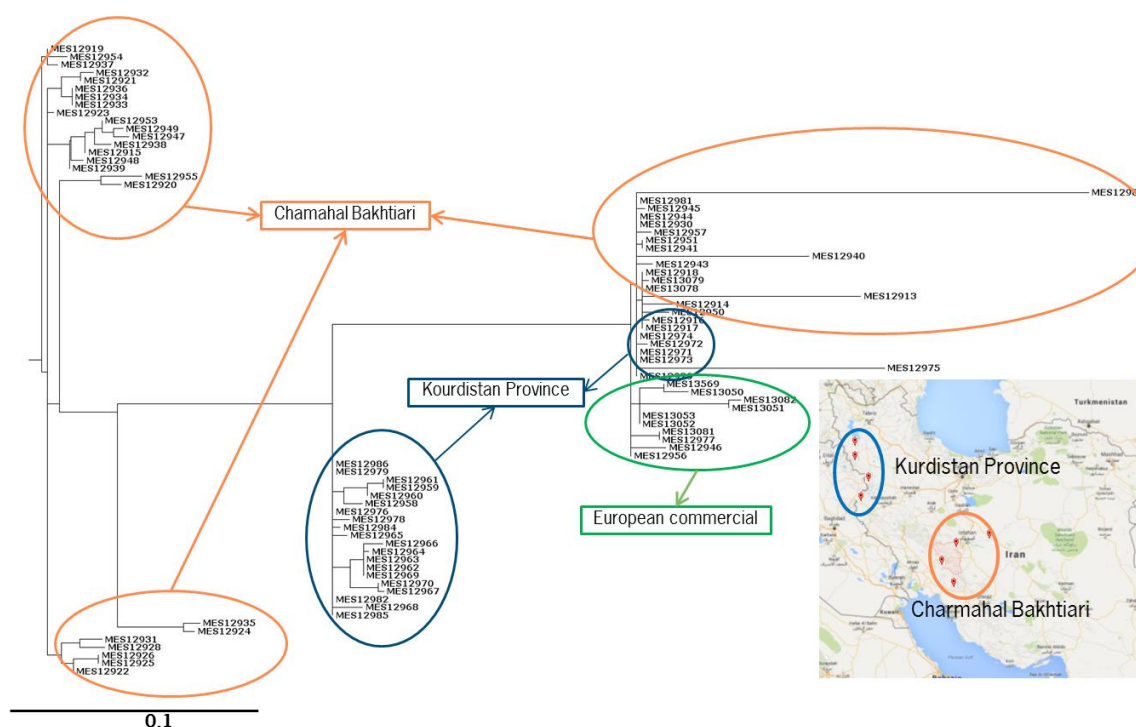 MES12919
MES12954
MES12937
MES12932
MES12921
MES12936
MES12934
MES12933
MES12923
MES12953
MES12949
MES12947
MES12938
MES12915
MES12948
MES12939
MES12955
MES12920
Chamahal Bakhtiari
MES12981
MES12945
MES12944
MES12930
MES12957
MES12951
MES12941
MES12940
MES12943
MES12918
MES13079
MES13078
MES12913
MES12914
MES12916
MES12917
MES12974
MES12972
MES12971
MES12973
MES12975
Kourdistan Province
MES13569
MES13050
MES13082
MES13051
MES13053
MES13052
MES13081
MES12977
MES12946
MES12956
European commercial
MES12986
MES12979
MES12961
MES12959
MES12960
MES12958
MES12976
MES12978
MES12984
MES12965
MES12966
MES12964
MES12963
MES12962
MES12969
MES12970
MES12967
MES12982
MES12968
MES12985
MES12935
MES12924
MES12931
MES12928
MES12926
MES12925
MES12922
0.1
Turkmenistan
Kurdistan Province
Iran
Charmahal Bakhtiari